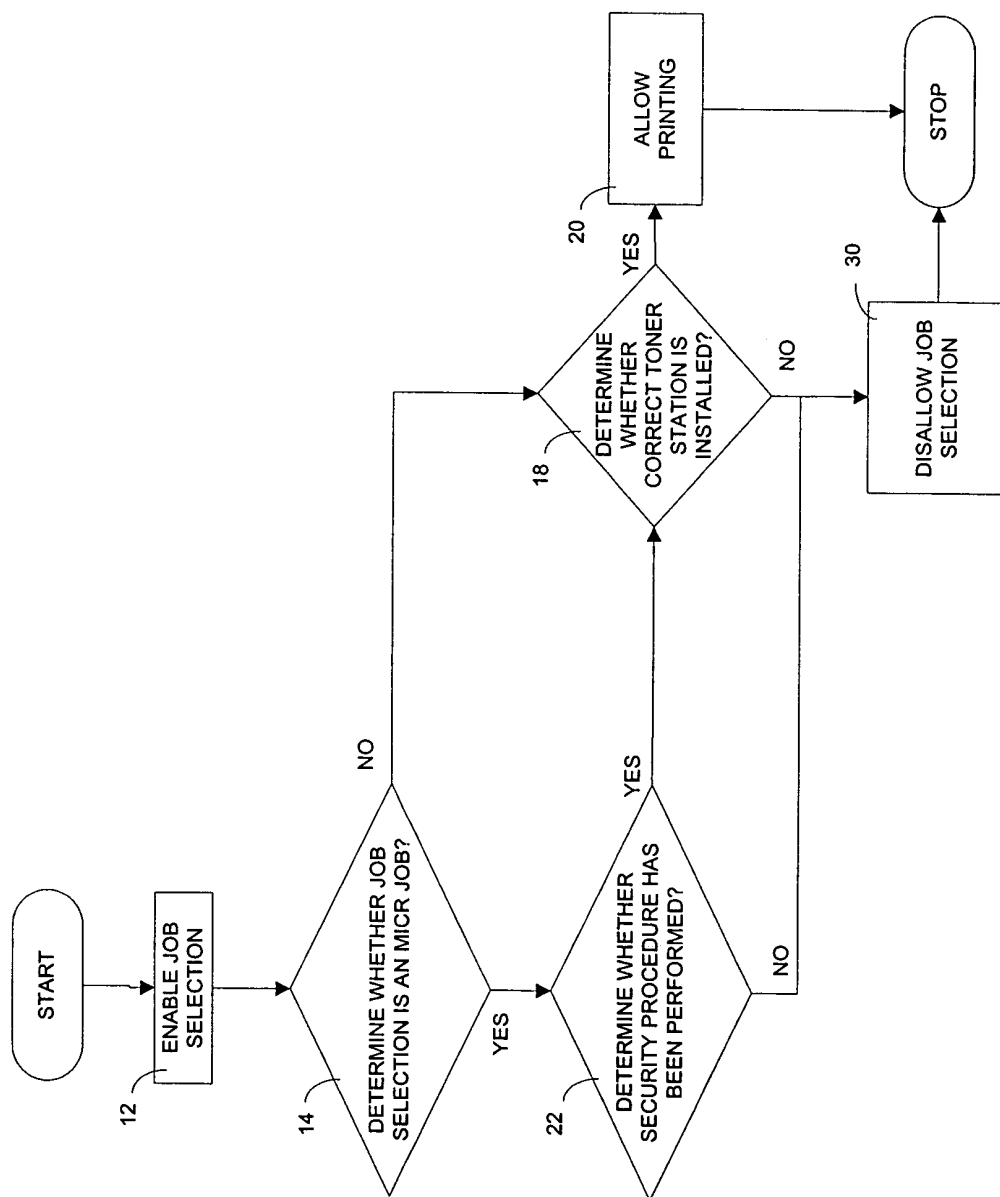 START
12
ENABLE JOB
SELECTION
14
DETERMINE WHETHER JOB
SELECTION IS AN MICR JOB?
NO
YES
22
DETERMINE WHETHER
SECURITY PROCEDURE HAS
BEEN PERFORMED?
YES
NO
18
DETERMINE
WHETHER
CORRECT TONER
STATION IS
INSTALLED?
YES
NO
20
ALLOW
PRINTING
30
DISALLOW JOB
SELECTION
STOP